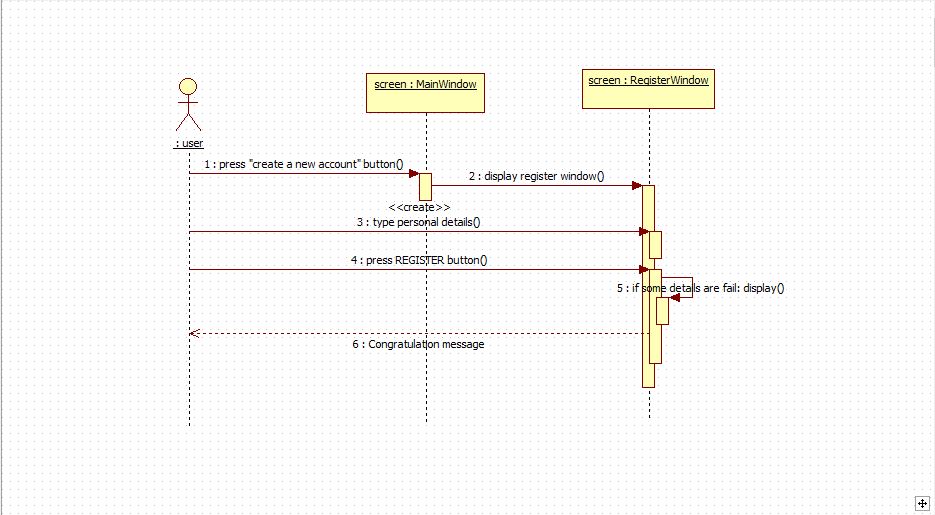 screen : MainWindow
screen : RegisterWindow
: user
1 : press "create a new account" button()
2 : display register window()
<<create>>
3 : type personal details()
4 : press REGISTER button()
5 : if some details are fail: display()
6 : Congratulation message